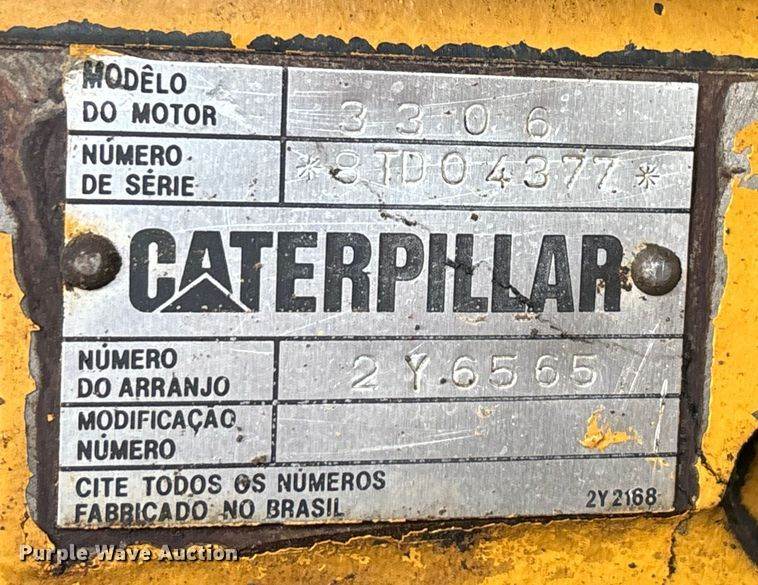 MODÊLO
DO MOTOR
3306
NÚMERO
DE SÉRIE
*8TD04377*
CATERPILLAR
NÚMERO
DO ARRANJO
2Y6565
MODIFICAÇÃO
NÚMERO
CITE TODOS OS NÚMEROS
FABRICADO NO BRASIL
2Y2168
Purple Wave Auction